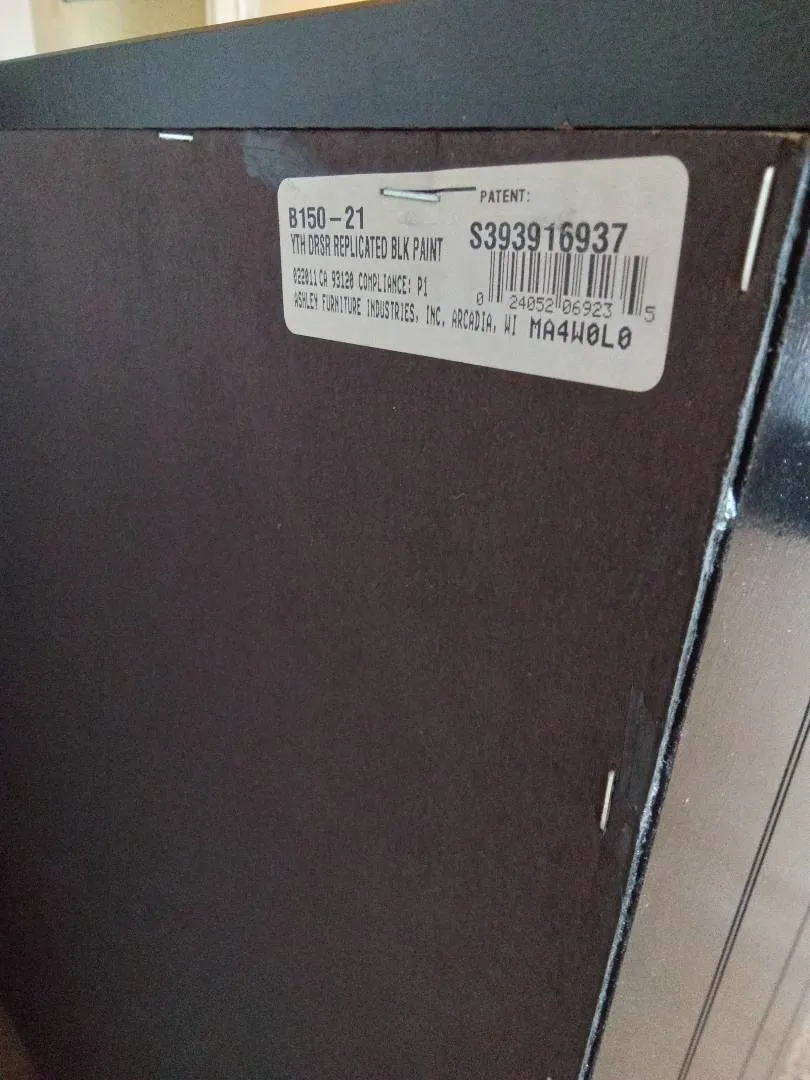 B150-21
YTH DRSR REPLICATED BLK PAINT
022011 CA 93120 COMPLIANCE: P1
ASHLEY FURNITURE INDUSTRIES, INC. ARCADIA, WI
PATENT:
S393916937
0 24052 06923 5
MA4W0L0